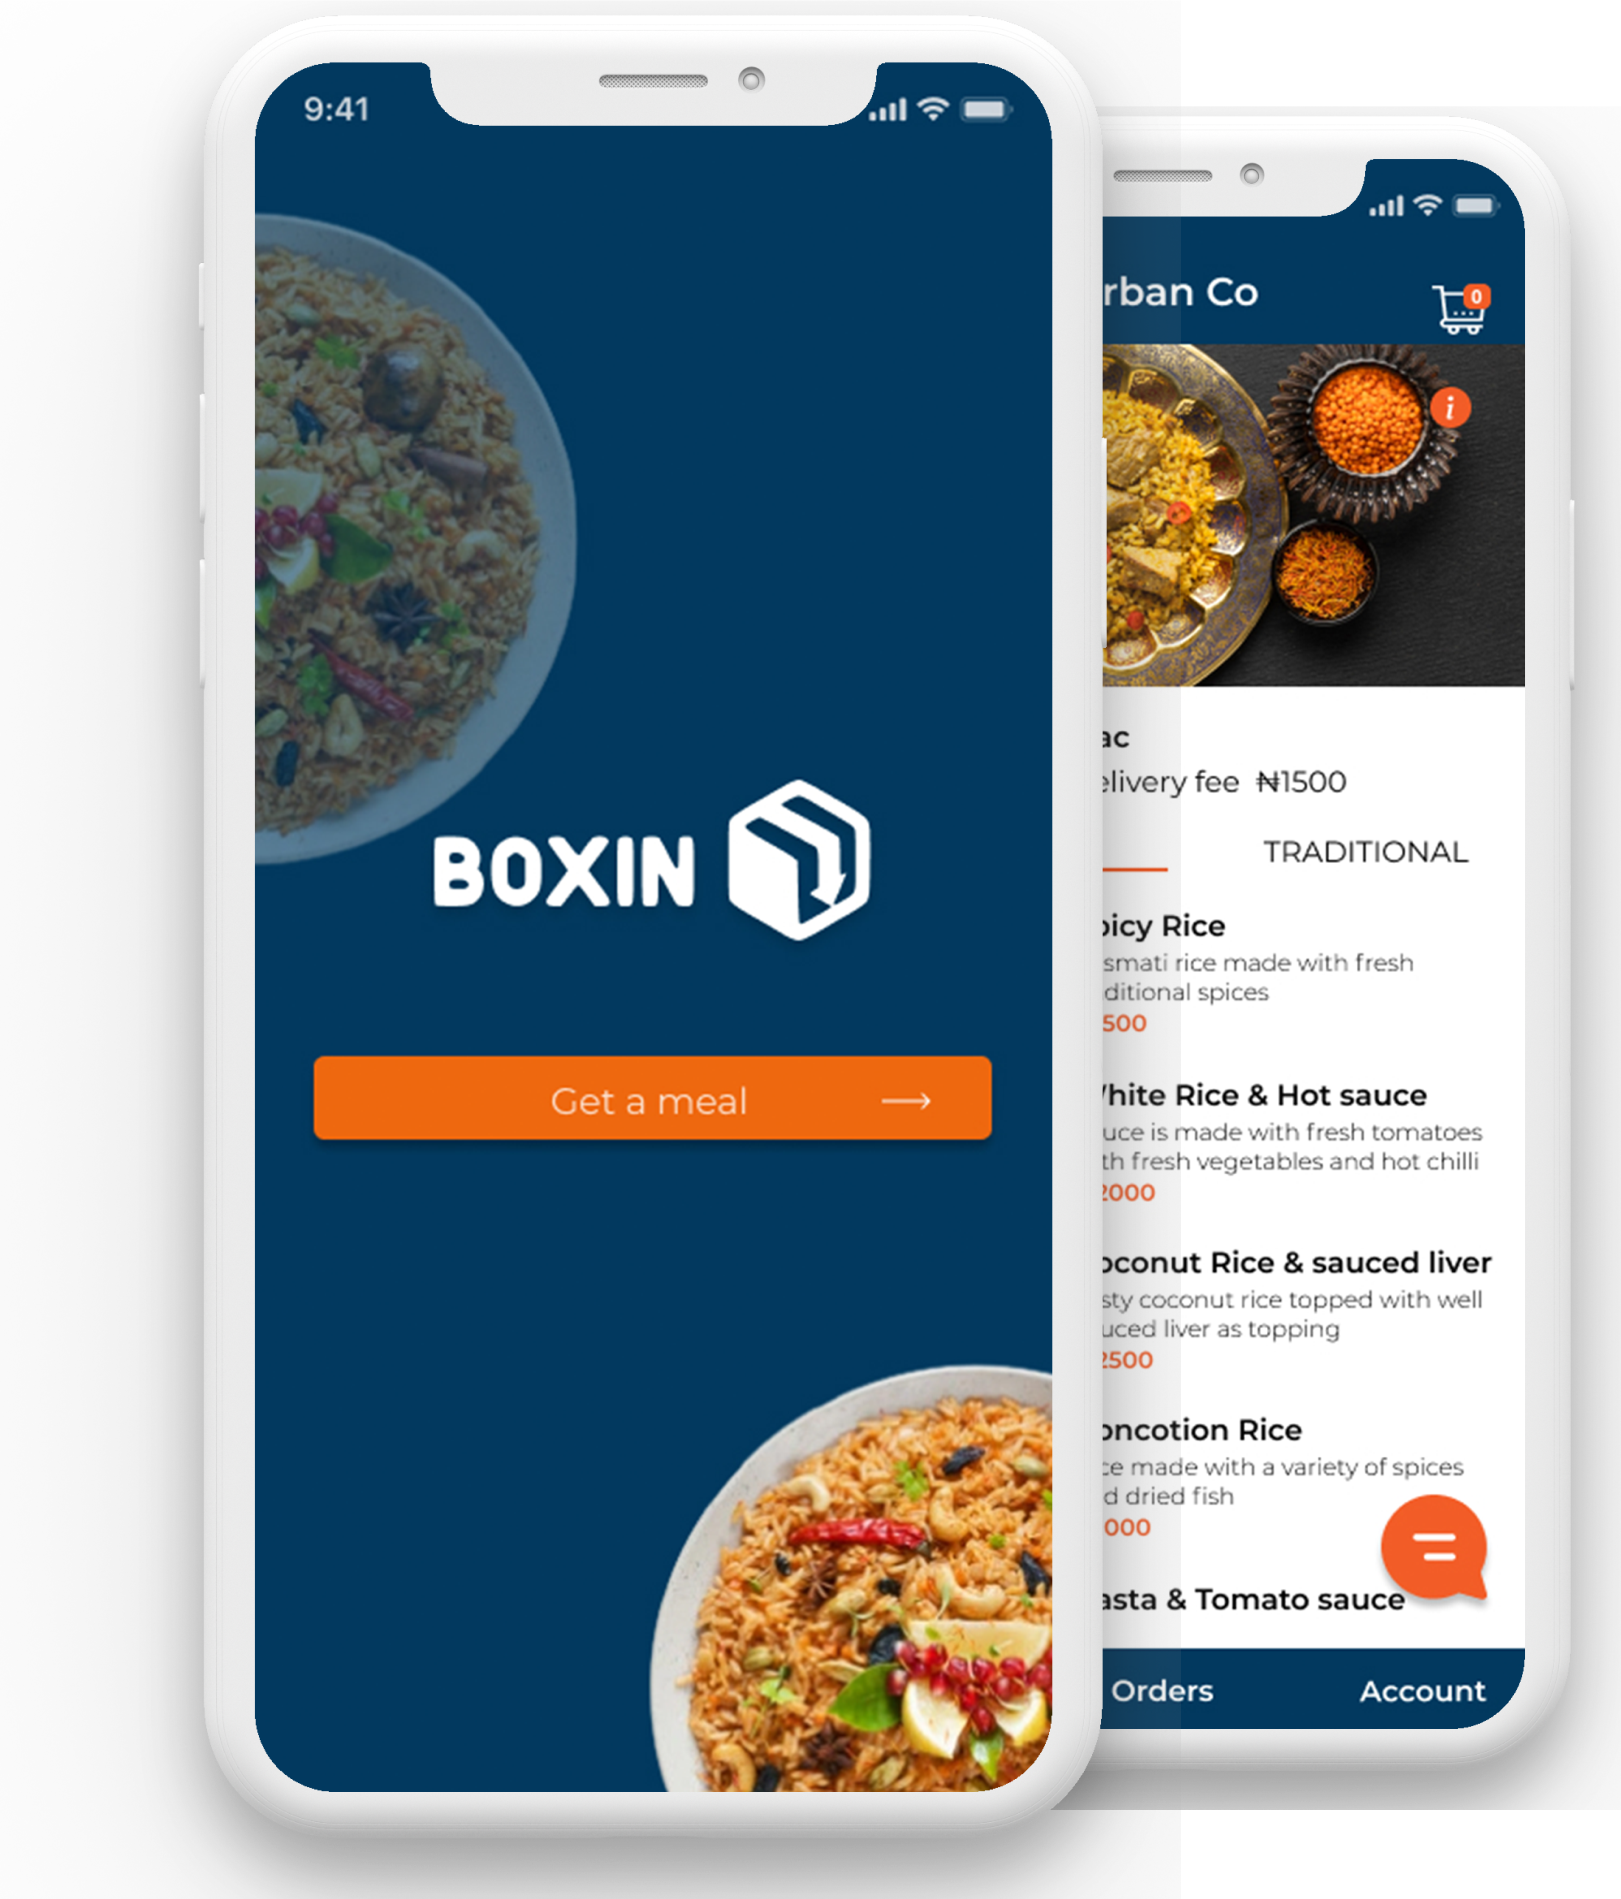 9:41
BOXIN
Get a meal
rban Co
0
i
ac
elivery fee ₦1500
TRADITIONAL
picy Rice
smati rice made with fresh
ditional spices
500
hite Rice & Hot sauce
uce is made with fresh tomatoes
th fresh vegetables and hot chilli
2000
oconut Rice & sauced liver
sty coconut rice topped with well
uced liver as topping
2500
oncotion Rice
ce made with a variety of spices
d dried fish
000
asta & Tomato sauce
Orders
Account